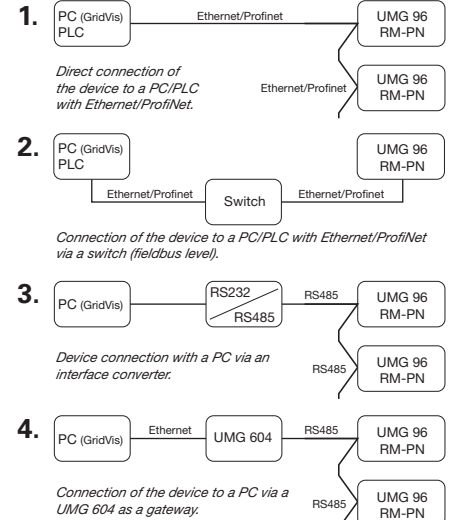 1.
PC (GridVis)
PLC
Ethernet/Profinet
UMG 96
RM-PN
Direct connection of
the device to a PC/PLC
with Ethernet/ProfiNet.
Ethernet/Profinet
UMG 96
RM-PN
2.
PC (GridVis)
PLC
Ethernet/Profinet
Switch
Ethernet/Profinet
UMG 96
RM-PN
Connection of the device to a PC/PLC with Ethernet/ProfiNet
via a switch (fieldbus level).
3.
PC (GridVis)
RS232
RS485
RS485
UMG 96
RM-PN
Device connection with a PC via an
interface converter.
RS485
UMG 96
RM-PN
4.
PC (GridVis)
Ethernet
UMG 604
RS485
UMG 96
RM-PN
Connection of the device to a PC via a
UMG 604 as a gateway.
RS485
UMG 96
RM-PN